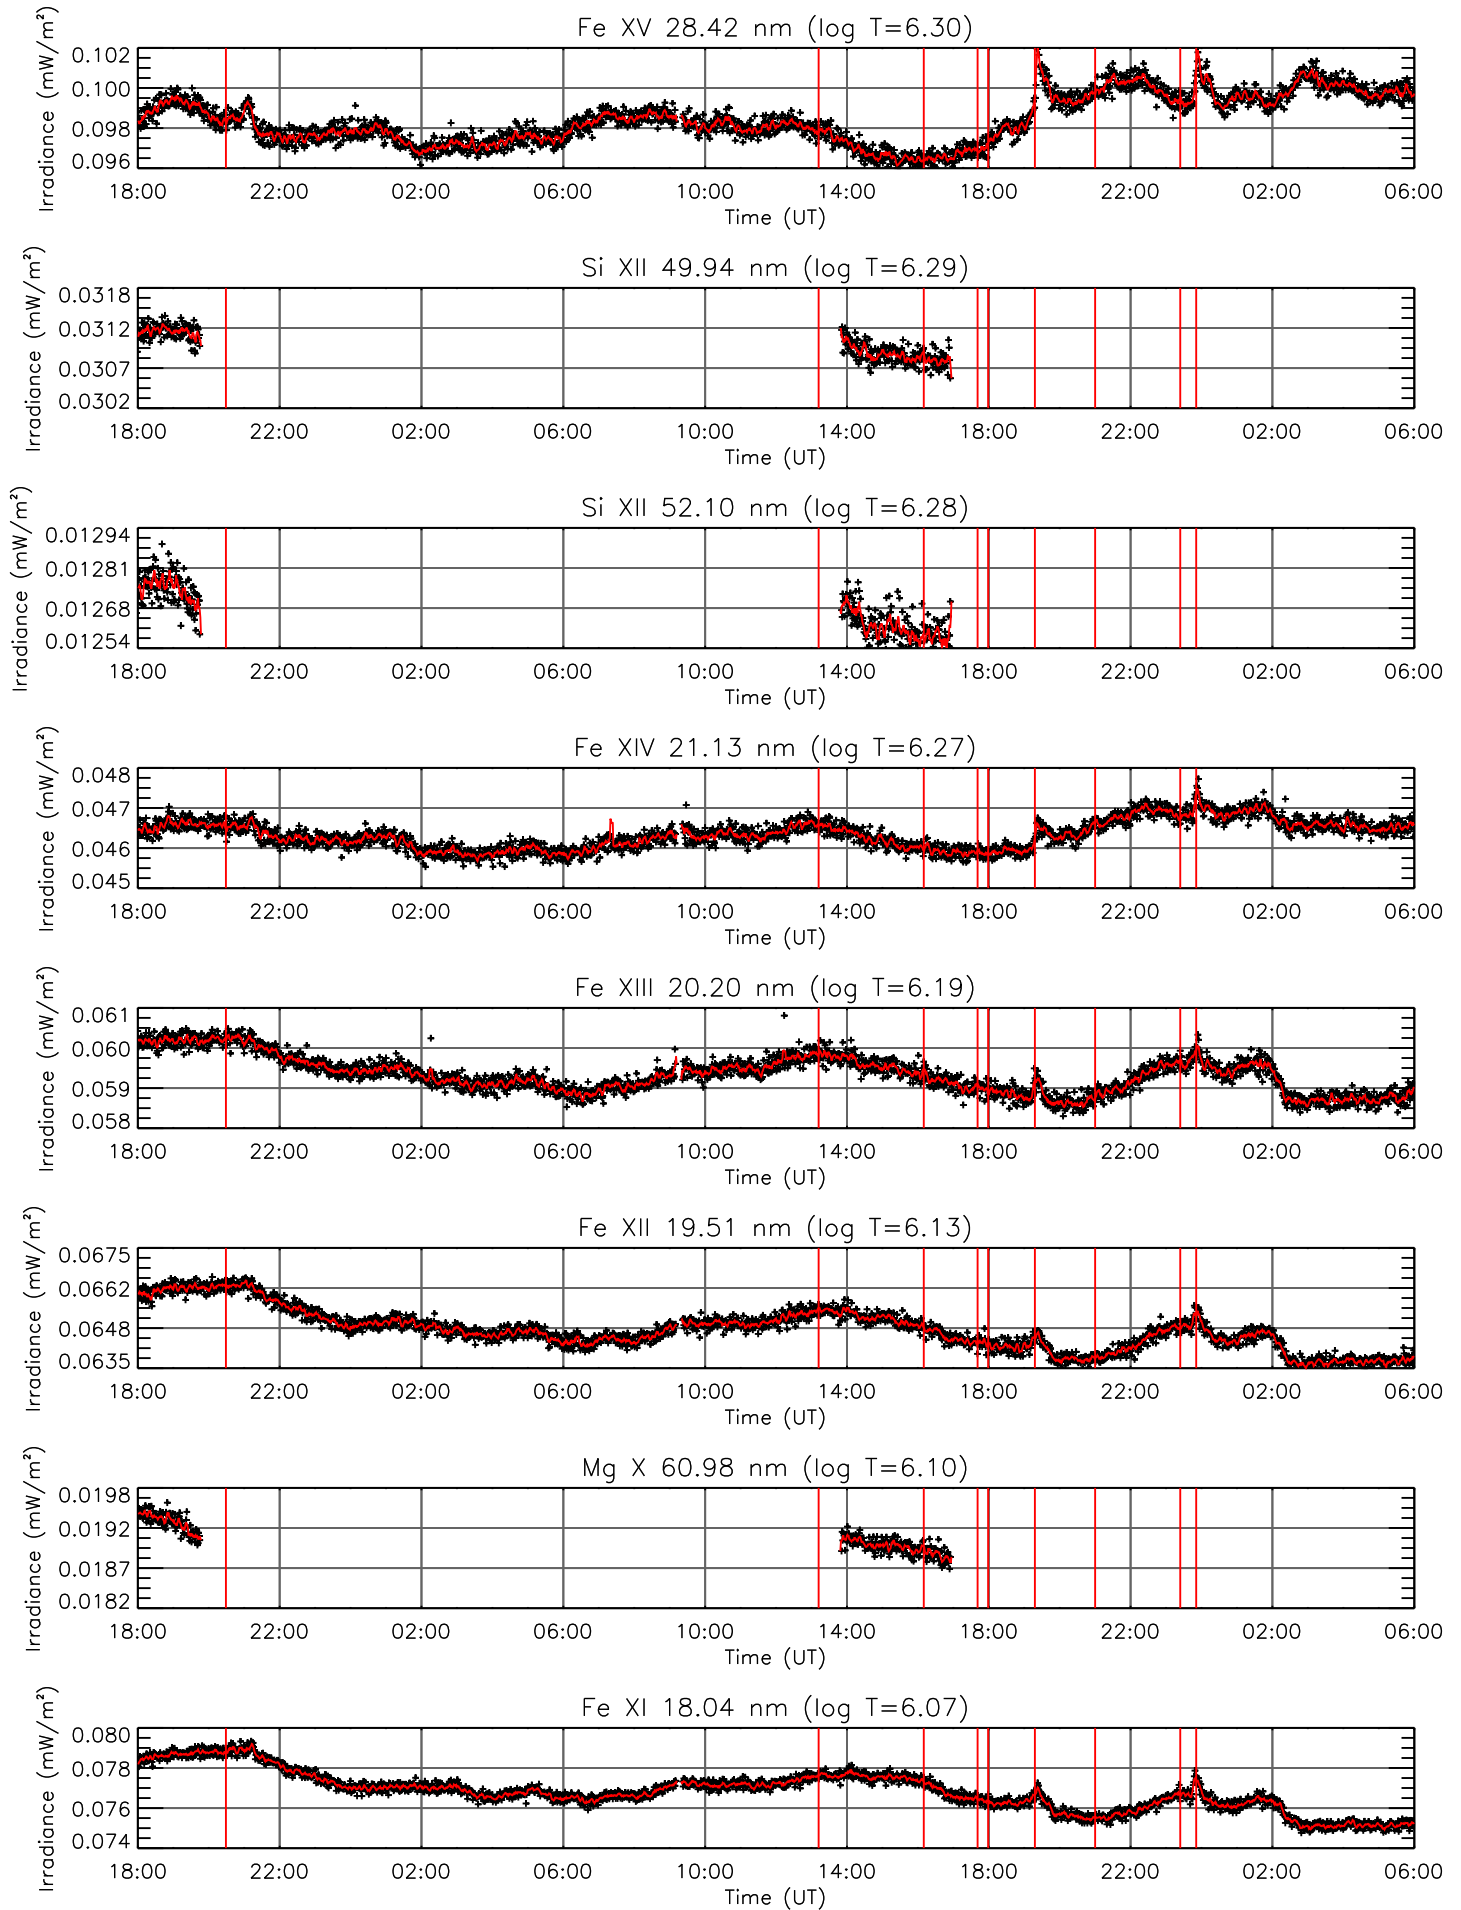 Fe XV 28.42 nm (log T=6.30)
Irradiance (mW/m²)
0.102
0.100
0.098
0.096
18:00 22:00 02:00 06:00 10:00 14:00 18:00 22:00 02:00 06:00
Time (UT)
Si XII 49.94 nm (log T=6.29)
Irradiance (mW/m²)
0.0318
0.0312
0.0307
0.0302
18:00 22:00 02:00 06:00 10:00 14:00 18:00 22:00 02:00 06:00
Time (UT)
Si XII 52.10 nm (log T=6.28)
Irradiance (mW/m²)
0.01294
0.01281
0.01268
0.01254
18:00 22:00 02:00 06:00 10:00 14:00 18:00 22:00 02:00 06:00
Time (UT)
Fe XIV 21.13 nm (log T=6.27)
Irradiance (mW/m²)
0.048
0.047
0.046
0.045
18:00 22:00 02:00 06:00 10:00 14:00 18:00 22:00 02:00 06:00
Time (UT)
Fe XIII 20.20 nm (log T=6.19)
Irradiance (mW/m²)
0.061
0.060
0.059
0.058
18:00 22:00 02:00 06:00 10:00 14:00 18:00 22:00 02:00 06:00
Time (UT)
Fe XII 19.51 nm (log T=6.13)
Irradiance (mW/m²)
0.0675
0.0662
0.0648
0.0635
18:00 22:00 02:00 06:00 10:00 14:00 18:00 22:00 02:00 06:00
Time (UT)
Mg X 60.98 nm (log T=6.10)
Irradiance (mW/m²)
0.0198
0.0192
0.0187
0.0182
18:00 22:00 02:00 06:00 10:00 14:00 18:00 22:00 02:00 06:00
Time (UT)
Fe XI 18.04 nm (log T=6.07)
Irradiance (mW/m²)
0.080
0.078
0.076
0.074
18:00 22:00 02:00 06:00 10:00 14:00 18:00 22:00 02:00 06:00
Time (UT)